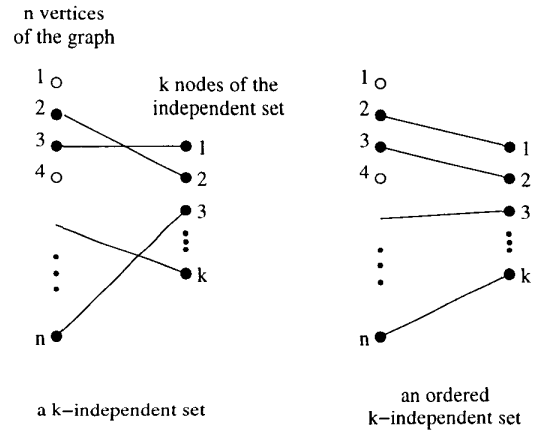 n vertices
of the graph
k nodes of the
independent set
1
2
3
4
n
1
2
3
k
a k−independent set
1
2
3
4
n
1
2
3
k
an ordered
k−independent set